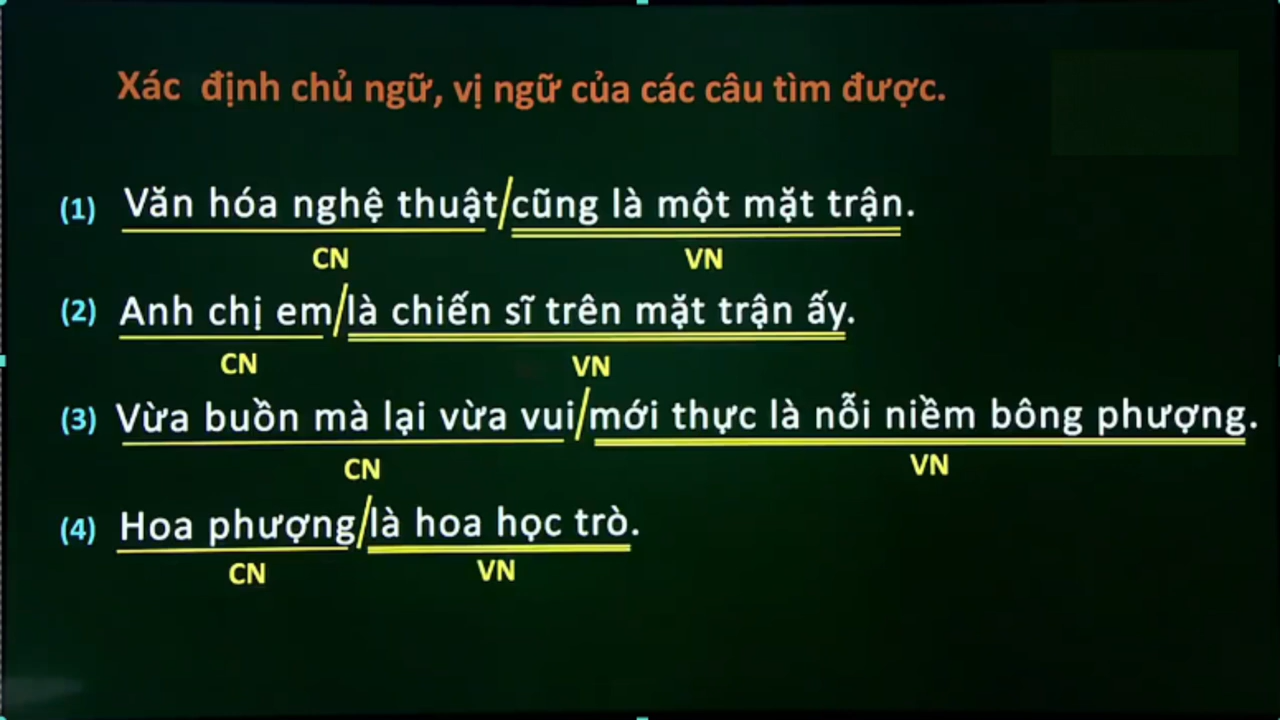 Xác định chủ ngữ, vị ngữ của các câu tìm được.
(1) Văn hóa nghệ thuật/cũng là một mặt trận.
CN VN
(2) Anh chị em/là chiến sĩ trên mặt trận ấy.
CN VN
(3) Vừa buồn mà lại vừa vui/mới thực là nỗi niềm bông phượng.
CN VN
(4) Hoa phượng/là hoa học trò.
CN VN